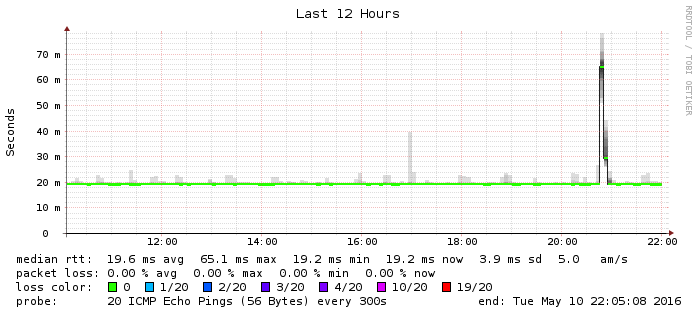 Last 12 Hours
RRDTOOL / TOBI OETIKER
Seconds
70 m
60 m
50 m
40 m
30 m
20 m
10 m
0
12:00 14:00 16:00 18:00 20:00 22:00
median rtt: 19.6 ms avg 65.1 ms max 19.2 ms min 19.2 ms now 3.9 ms sd 5.0 am/s
packet loss: 0.00 % avg 0.00 % max 0.00 % min 0.00 % now
loss color: 0 1/20 2/20 3/20 4/20 10/20 19/20
probe: 20 ICMP Echo Pings (56 Bytes) every 300s end: Tue May 10 22:05:08 2016